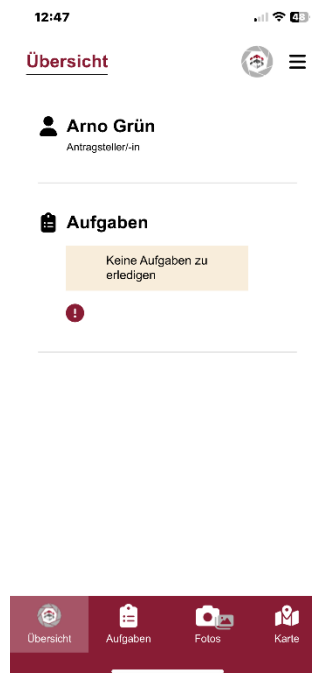 12:47
Übersicht
Arno Grün
Antragsteller/-in
Aufgaben
Keine Aufgaben zu
erledigen
Übersicht
Aufgaben
Fotos
Karte